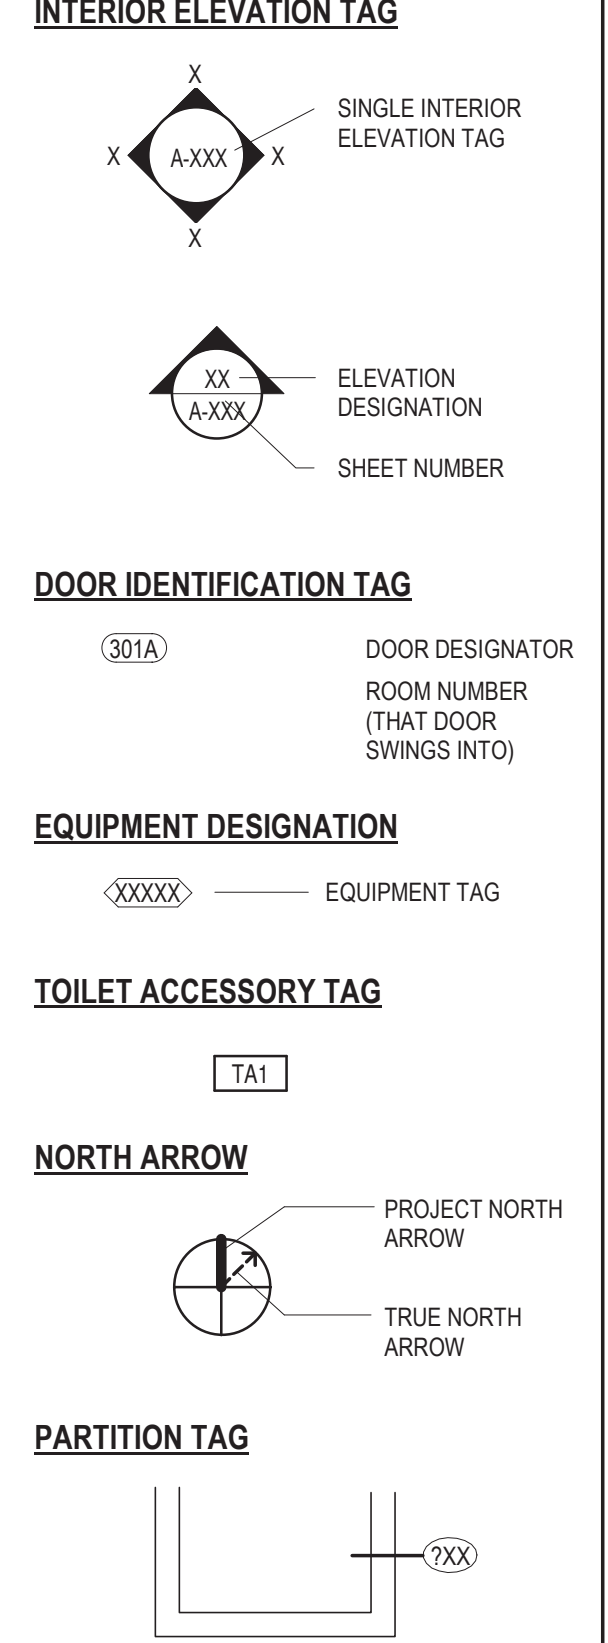 INTERIOR ELEVATION TAG
X
SINGLE INTERIOR
ELEVATION TAG
X
A-XXX
X
X
XX
ELEVATION
DESIGNATION
A-XXX
SHEET NUMBER
DOOR IDENTIFICATION TAG
301A
DOOR DESIGNATOR
ROOM NUMBER
(THAT DOOR
SWINGS INTO)
EQUIPMENT DESIGNATION
XXXXX
EQUIPMENT TAG
TOILET ACCESSORY TAG
TA1
NORTH ARROW
PROJECT NORTH
ARROW
TRUE NORTH
ARROW
PARTITION TAG
?XX